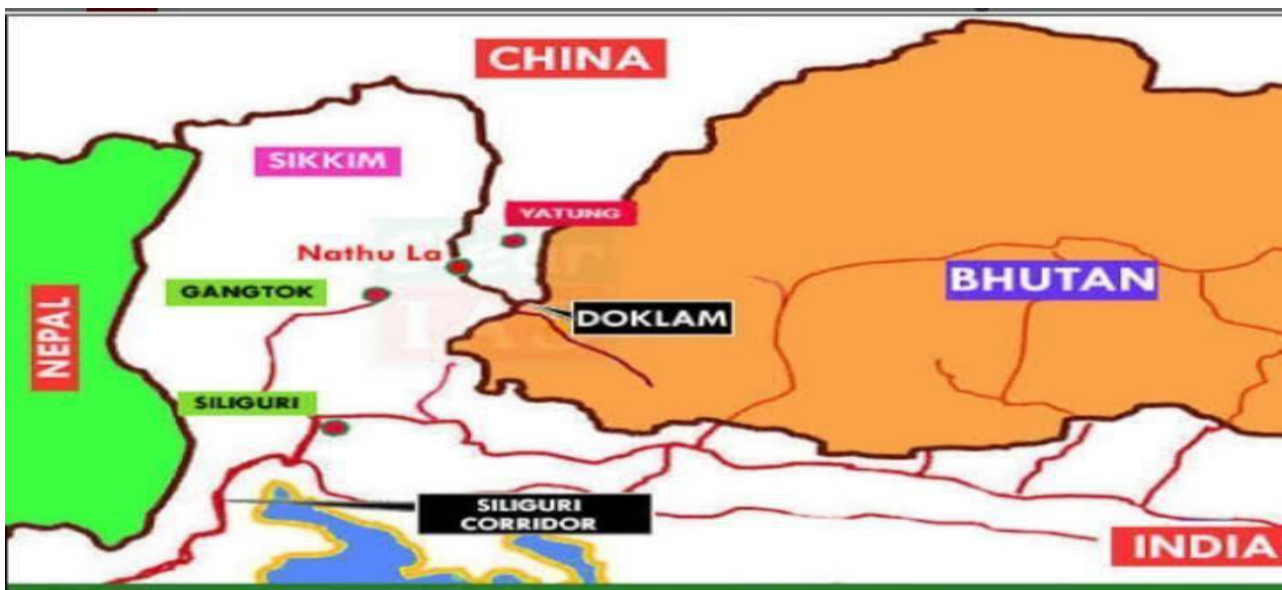 CHINA
SIKKIM
YATUNG
Nathu La
GANGTOK
BHUTAN
DOKLAM
NEPAL
SILIGURI
SILIGURI
CORRIDOR
INDIA